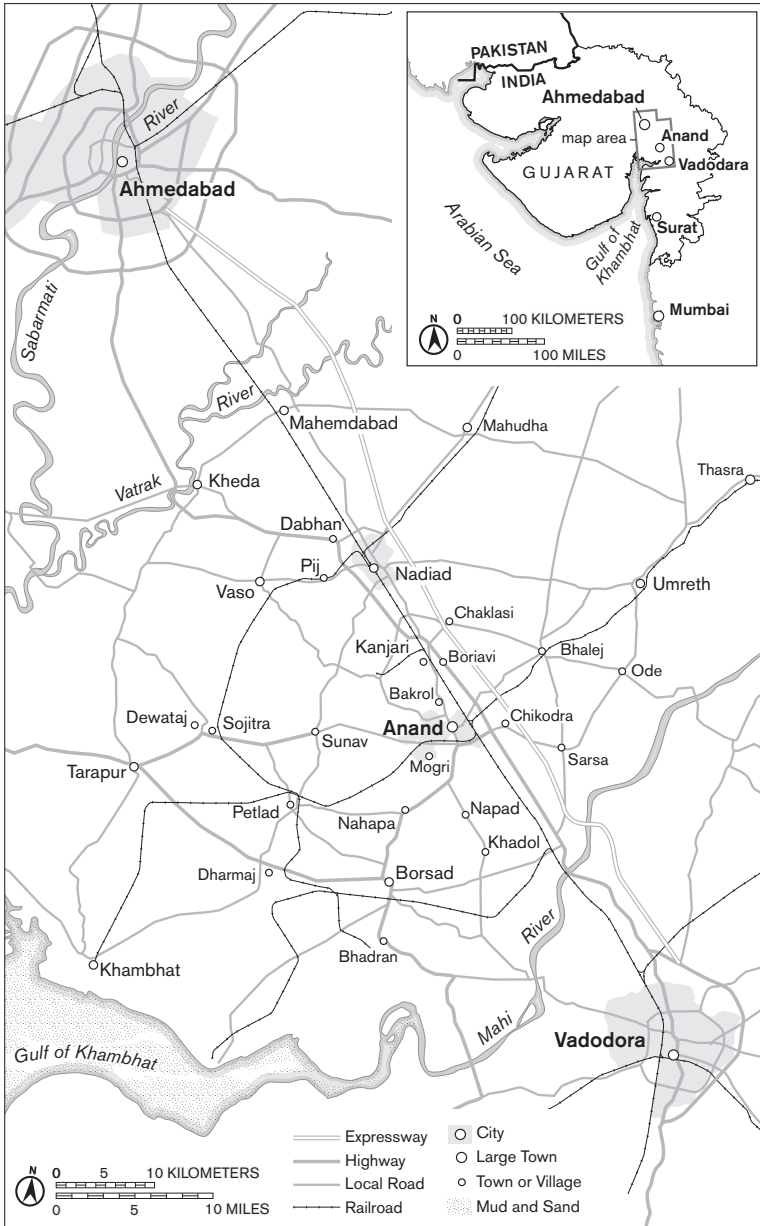 River
Ahmedabad
Sabarmati
River
Mahemdabad
Mahudha
Thasra
Vatrak
Kheda
Dabhan
Pij
Nadiad
Vaso
Umreth
Chaklasi
Kanjari
Boriavi
Bhalej
Ode
Bakrol
Dewataj
Sojitra
Sunav
Anand
Chikodra
Sarsa
Mogri
Tarapur
Petlad
Nahapa
Napad
Khadol
Dharmaj
Borsad
River
Bhadran
Khambhat
Mahi
Gulf of Khambhat
Vadodora
PAKISTAN
INDIA
Ahmedabad
map area
Anand
GUJARAT
Vadodara
Arabian Sea
Gulf of
Khambhat
Surat
Mumbai
N
0 100 KILOMETERS
0 100 MILES
N
0 5 10 KILOMETERS
0 5 10 MILES
Expressway
Highway
Local Road
Railroad
City
Large Town
Town or Village
Mud and Sand